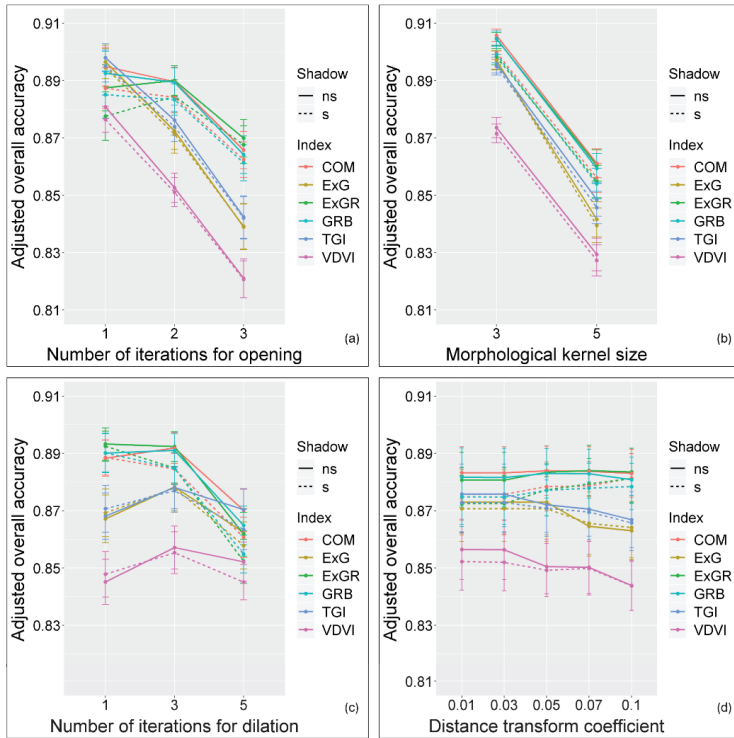 0.91
0.89
0.87
0.85
0.83
0.81
Adjusted overall accuracy
1 2 3
Number of iterations for opening
Shadow
ns
s
Index
COM
ExG
ExGR
GRB
TGI
VDVI
(a)
0.91
0.89
0.87
0.85
0.83
0.81
Adjusted overall accuracy
3 5
Morphological kernel size
Shadow
ns
s
Index
COM
ExG
ExGR
GRB
TGI
VDVI
(b)
0.91
0.89
0.87
0.85
0.83
Adjusted overall accuracy
1 3 5
Number of iterations for dilation
Shadow
ns
s
Index
COM
ExG
ExGR
GRB
TGI
VDVI
(c)
0.91
0.89
0.87
0.85
0.83
0.81
Adjusted overall accuracy
0.01 0.03 0.05 0.07 0.1
Distance transform coefficient
Shadow
ns
s
Index
COM
ExG
ExGR
GRB
TGI
VDVI
(d)